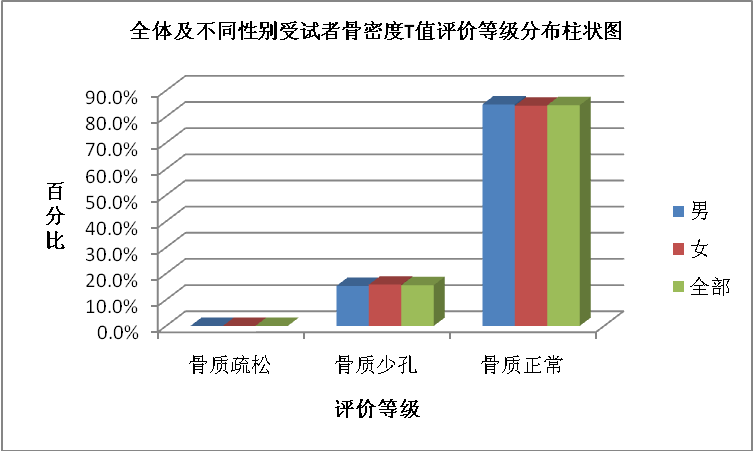 全体及不同性别受试者骨密度T值评价等级分布柱状图
90.0%
80.0%
70.0%
60.0%
50.0%
40.0%
30.0%
20.0%
10.0%
0.0%
百分比
骨质疏松
骨质少孔
骨质正常
评价等级
男
女
全部